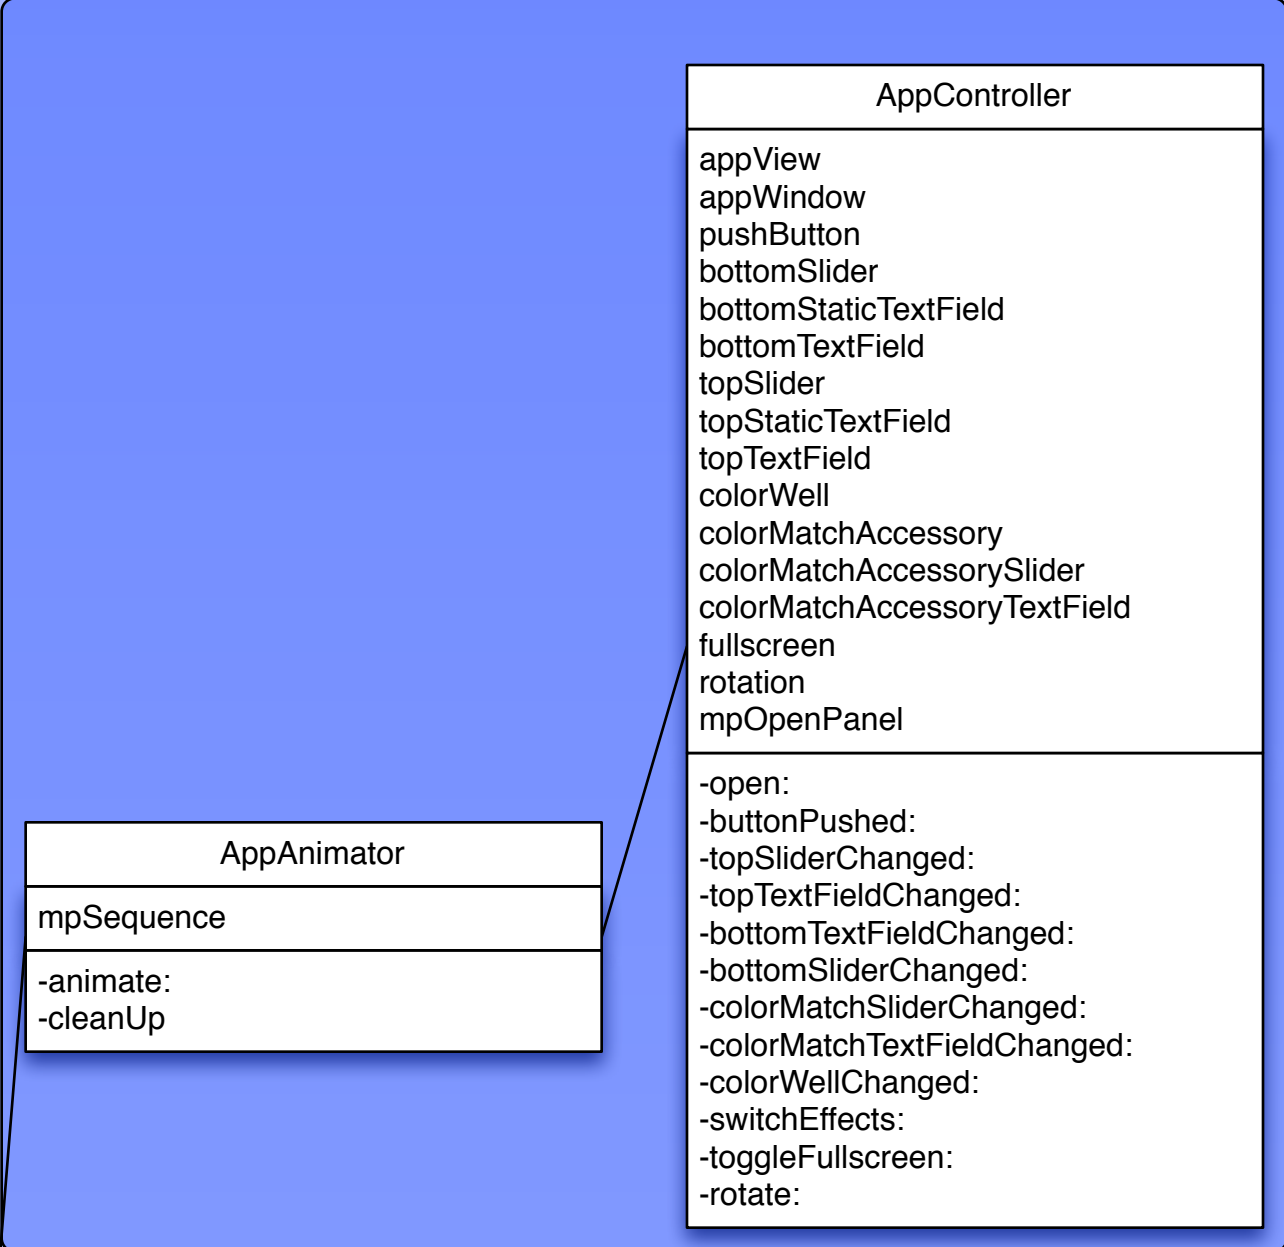 AppController
appView
appWindow
pushButton
bottomSlider
bottomStaticTextField
bottomTextField
topSlider
topStaticTextField
topTextField
colorWell
colorMatchAccessory
colorMatchAccessorySlider
colorMatchAccessoryTextField
fullscreen
rotation
mpOpenPanel
-open:
-buttonPushed:
-topSliderChanged:
-topTextFieldChanged:
-bottomTextFieldChanged:
-bottomSliderChanged:
-colorMatchSliderChanged:
-colorMatchTextFieldChanged:
-colorWellChanged:
-switchEffects:
-toggleFullscreen:
-rotate:
AppAnimator
mpSequence
-animate:
-cleanUp